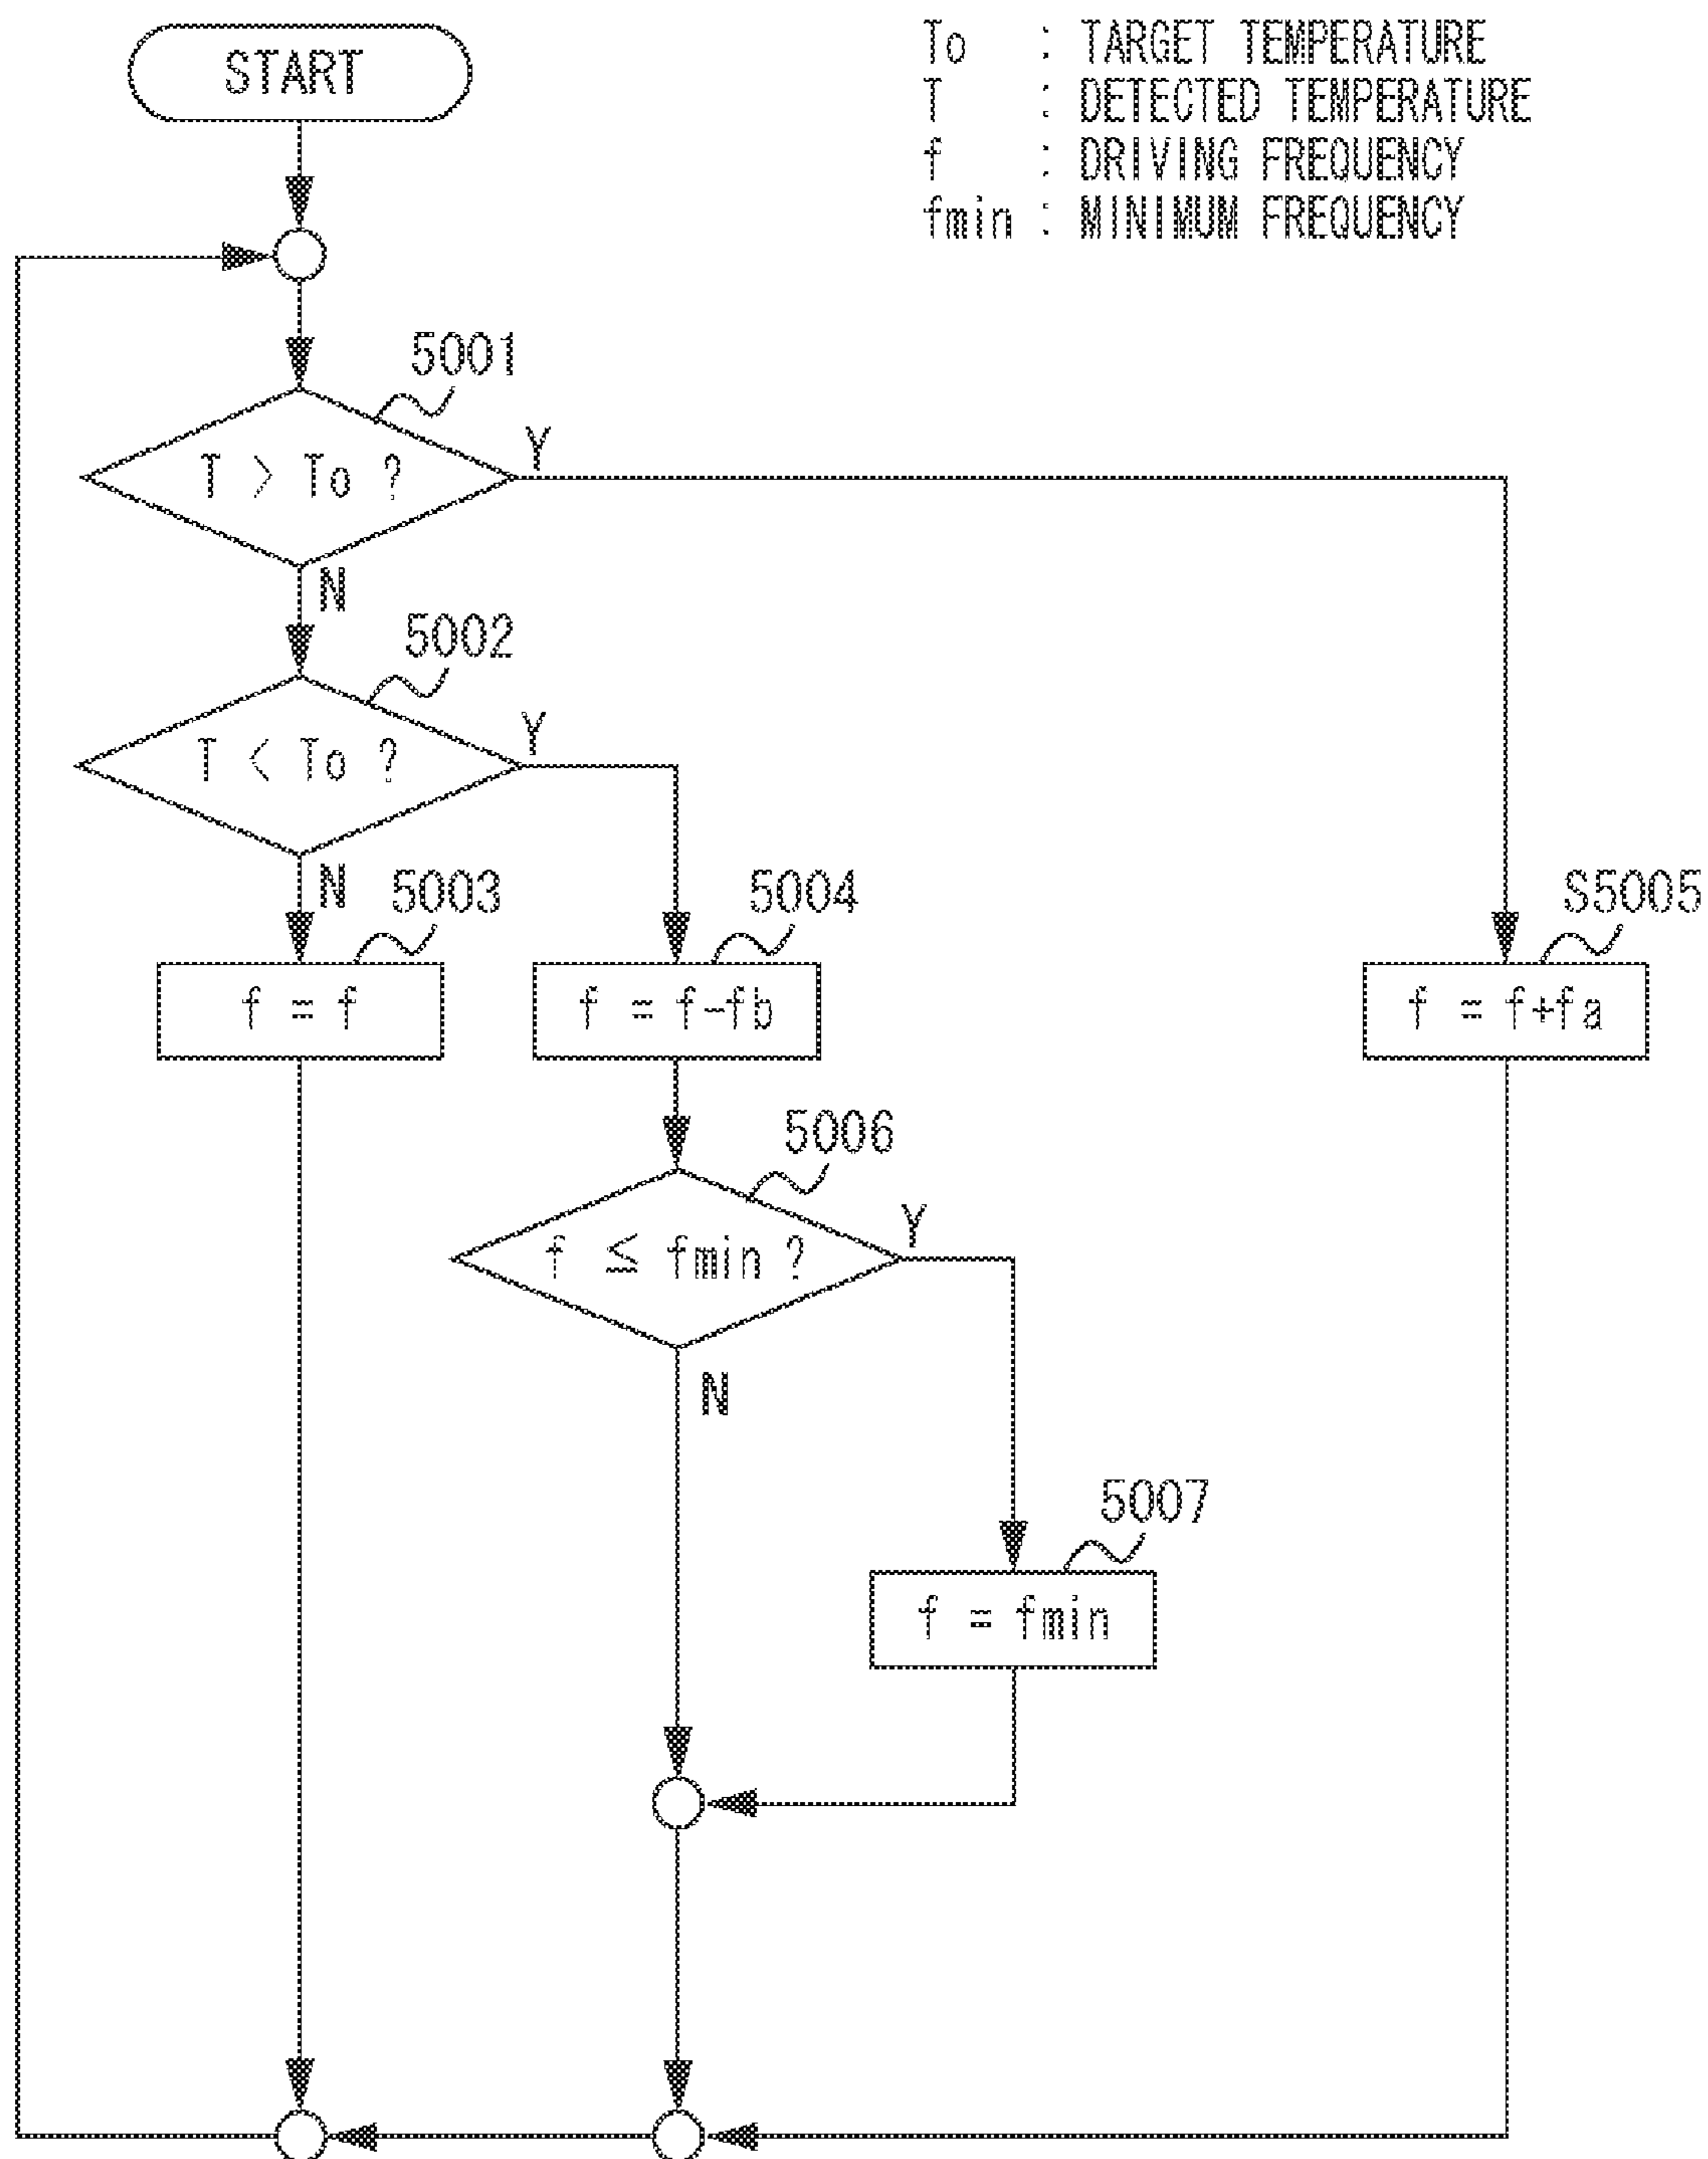 START
To : TARGET TEMPERATURE
T : DETECTED TEMPERATURE
f : DRIVING FREQUENCY
fmin : MINIMUM FREQUENCY
5001
T > To ?
Y
N
5002
T < To ?
Y
N
5003
5004
S5005
f = f
f = f-fb
f = f+fa
5006
f ≦ fmin ?
Y
N
5007
f = fmin